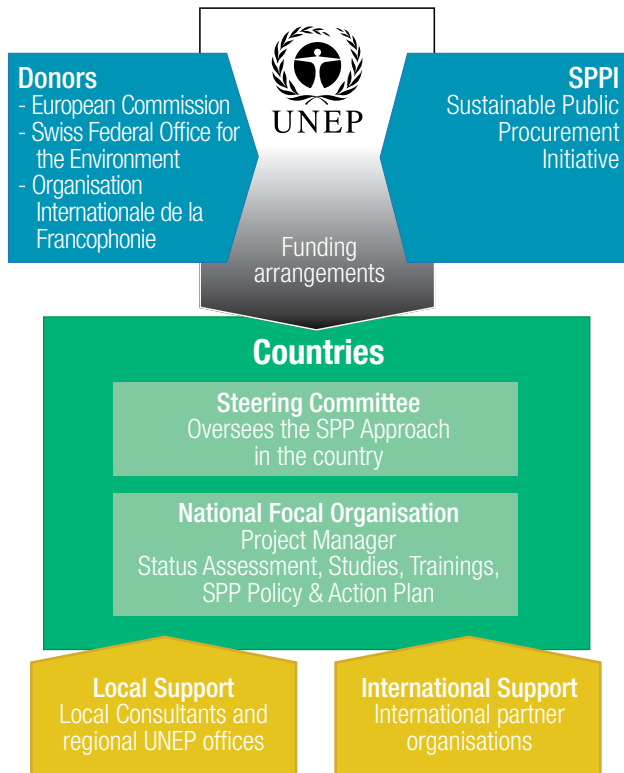 UNEP
Donors
- European Commission
- Swiss Federal Office for
the Environment
- Organisation
Internationale de la
Francophonie
SPPI
Sustainable Public
Procurement
Initiative
Funding
arrangements
Countries
Steering Committee
Oversees the SPP Approach
in the country
National Focal Organisation
Project Manager
Status Assessment, Studies, Trainings,
SPP Policy & Action Plan
Local Support
Local Consultants and
regional UNEP offices
International Support
International partner
organisations